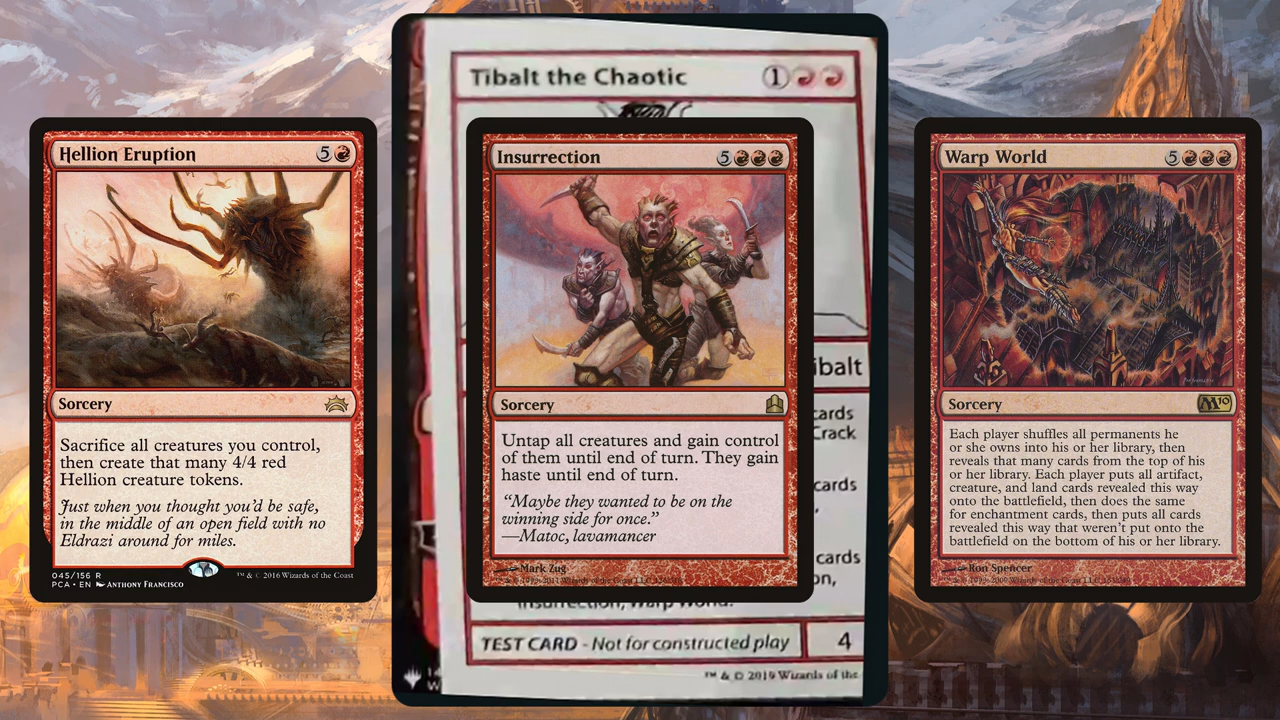 Hellion Eruption
5
Sorcery
Sacrifice all creatures you control,
then create that many 4/4 red
Hellion creature tokens.
Just when you thought you'd be safe,
in the middle of an open field with no
Eldrazi around for miles.
045/156 R
PCA • EN Anthony Francisco
™ & © 2016 Wizards of the Coast
Tibalt the Chaotic
1
Insurrection
5
Sorcery
Untap all creatures and gain control
of them until end of turn. They gain
haste until end of turn.
"Maybe they wanted to be on the
winning side for once."
—Matoc, lavamancer
Mark Zug
Tibalt
cards
Crack
cards
cards
Insurrection, Warp World.
TEST CARD - Not for constructed play
4
™ & © 2019 Wizards of the
Warp World
5
Sorcery
M10
Each player shuffles all permanents he
or she owns into his or her library, then
reveals that many cards from the top of his
or her library. Each player puts all artifact,
creature, and land cards revealed this way
onto the battlefield, then does the same
for enchantment cards, then puts all cards
revealed this way that weren't put onto the
battlefield on the bottom of his or her library.
Ron Spencer